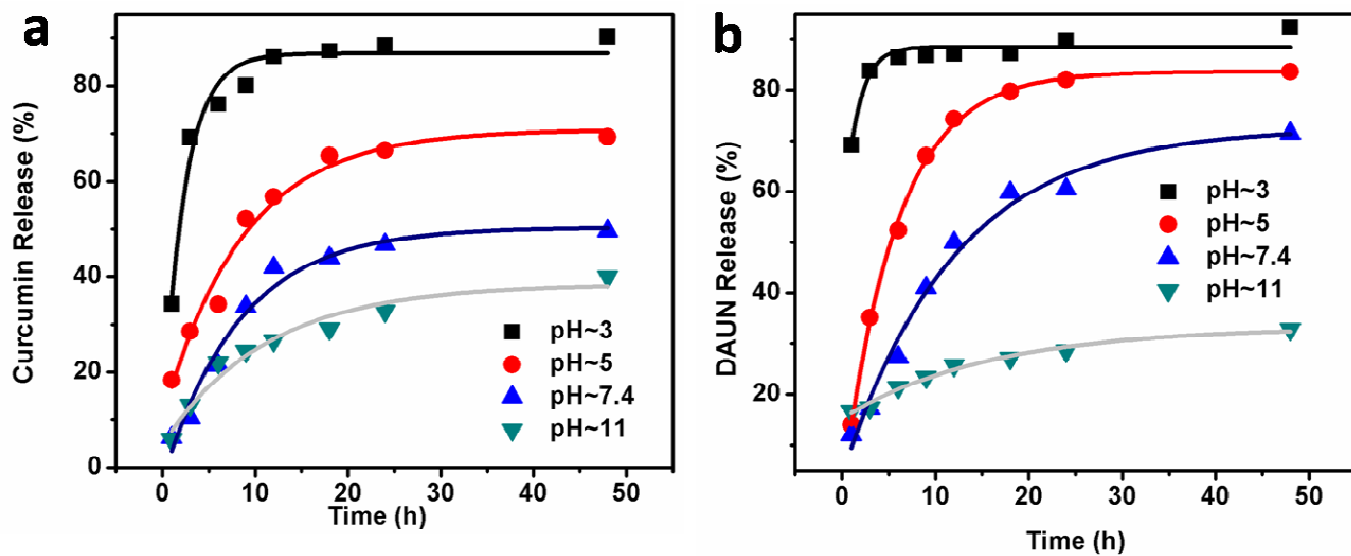 a
Curcumin Release (%)
80
60
40
20
0
pH~3
pH~5
pH~7.4
pH~11
0 10 20 30 40 50
Time (h)
b
DAUN Release (%)
80
60
40
20
pH~3
pH~5
pH~7.4
pH~11
0 10 20 30 40 50
Time (h)